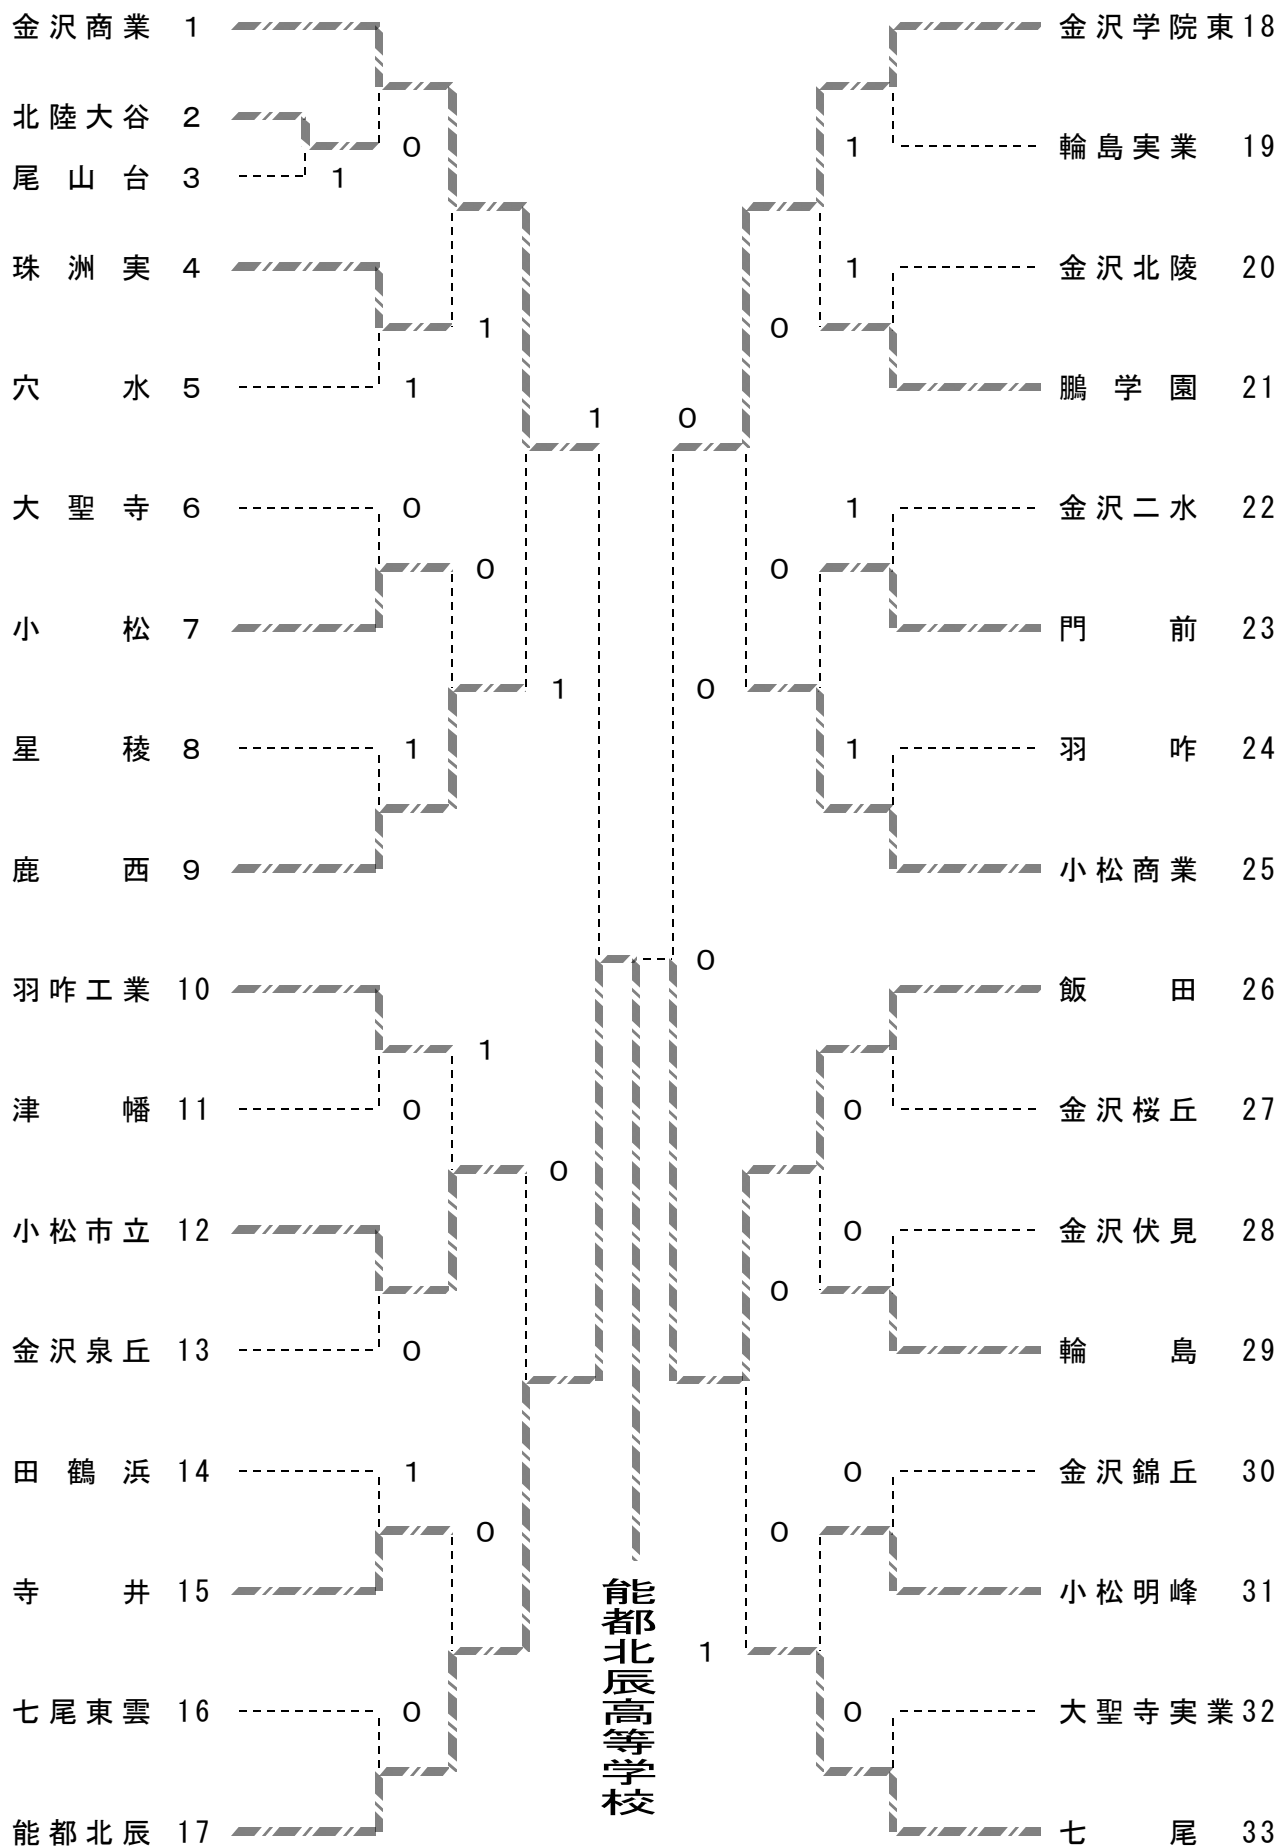 金沢商業 1
北陸大谷 2
0
尾山台 3
1
珠洲実 4
1
穴水 5
1
1
大聖寺 6
0
0
小松 7
1
星稜 8
1
鹿西 9
羽咋工業 10
1
津幡 11
0
0
小松市立 12
金沢泉丘 13
0
田鶴浜 14
1
0
寺井 15
七尾東雲 16
0
能都北辰 17
能都北辰高等学校
金沢学院東 18
1
輪島実業 19
1
金沢北陵 20
0
鵬学園 21
0
1
金沢二水 22
0
門前 23
0
1
羽咋 24
小松商業 25
0
飯田 26
0
金沢桜丘 27
0
金沢伏見 28
0
輪島 29
0
金沢錦丘 30
0
小松明峰 31
1
0
大聖寺実業 32
七尾 33